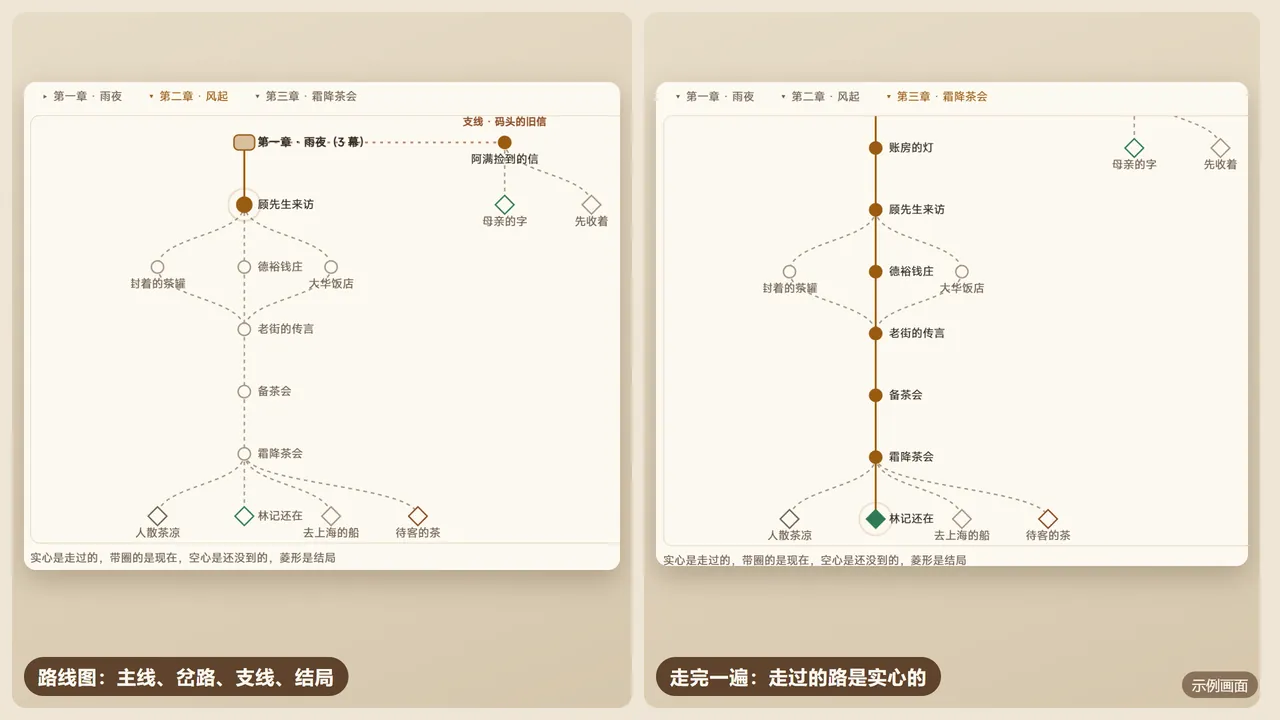 第一章 · 雨夜
第二章 · 风起
第三章 · 霜降茶会
支线 · 码头的旧信
第一章 · 雨夜 (3 幕)
阿满捡到的信
顾先生来访
母亲的字
先收着
德裕钱庄
封着的茶罐
大华饭店
老街的传言
备茶会
霜降茶会
林记还在
人散茶凉
去上海的船
待客的茶
实心是走过的，带圈的是现在，空心是还没到的，菱形是结局
路线图：主线、岔路、支线、结局
第一章 · 雨夜
第二章 · 风起
第三章 · 霜降茶会
账房的灯
母亲的字
先收着
顾先生来访
德裕钱庄
封着的茶罐
大华饭店
老街的传言
备茶会
霜降茶会
林记还在
人散茶凉
去上海的船
待客的茶
实心是走过的，带圈的是现在，空心是还没到的，菱形是结局
走完一遍：走过的路是实心的
示例画面